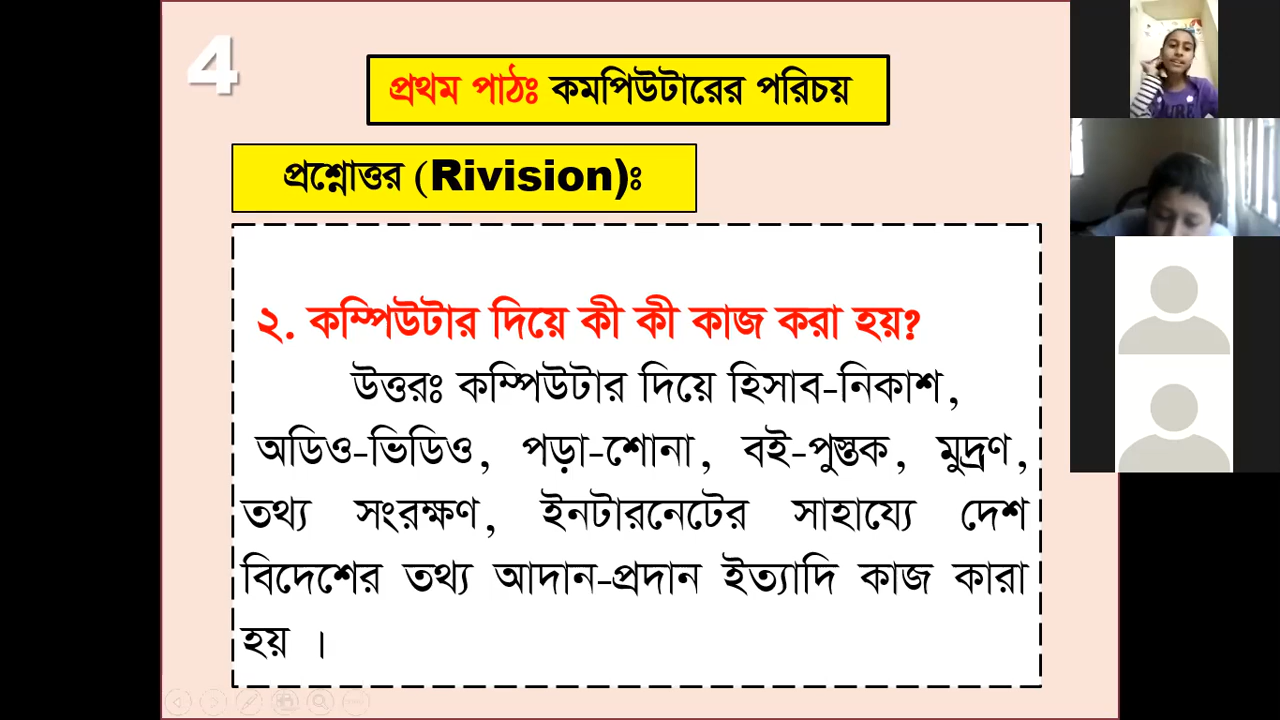 4
প্রথম পাঠঃ কমপিউটারের পরিচয়
প্রশ্নোত্তর (Rivision)ঃ
২. কম্পিউটার দিয়ে কী কী কাজ করা হয়?
উত্তরঃ কম্পিউটার দিয়ে হিসাব-নিকাশ,
অডিও-ভিডিও, পড়া-শোনা, বই-পুস্তক, মুদ্রণ,
তথ্য সংরক্ষণ, ইনটারনেটের সাহায্যে দেশ
বিদেশের তথ্য আদান-প্রদান ইত্যাদি কাজ কারা
হয় ।